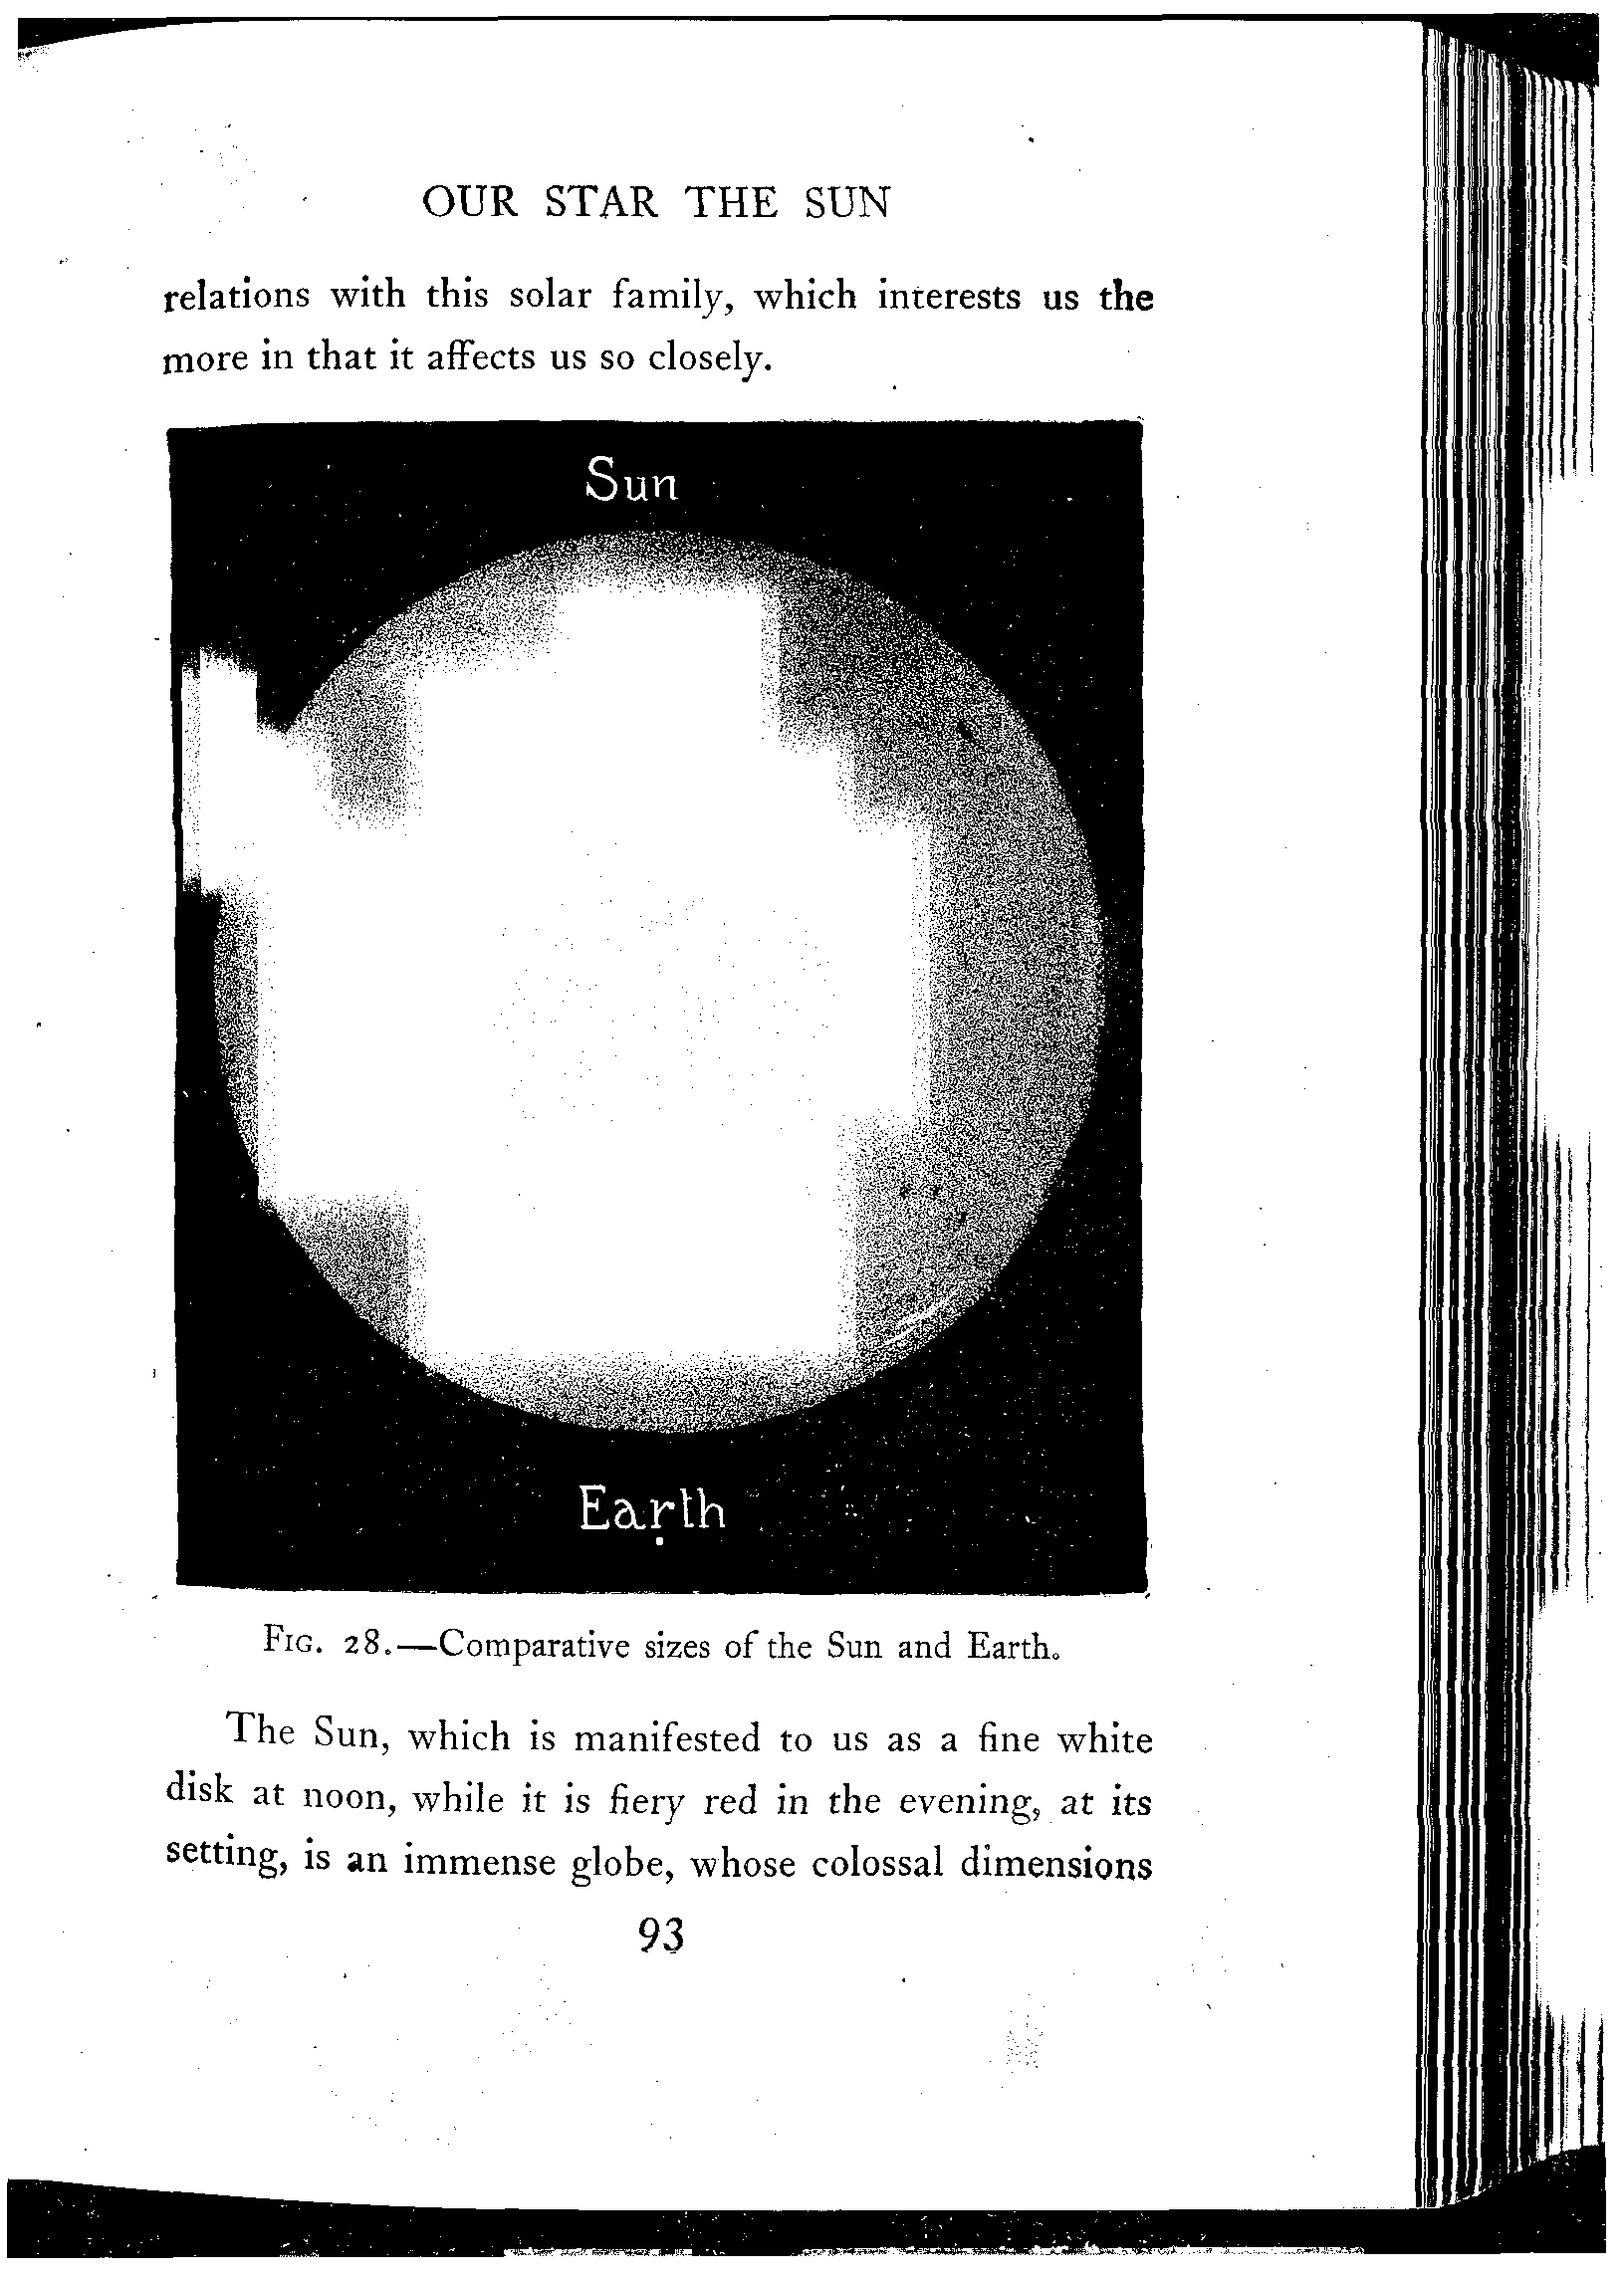 OUR STAR THE SUN
relations with this solar family, which interests us the
more in that it affects us so closely.
Sun
Earth
Fig. 28.—Comparative sizes of the Sun and Earth.
The Sun, which is manifested to us as a fine white
disk at noon, while it is fiery red in the evening, at its
setting, is an immense globe, whose colossal dimensions
93